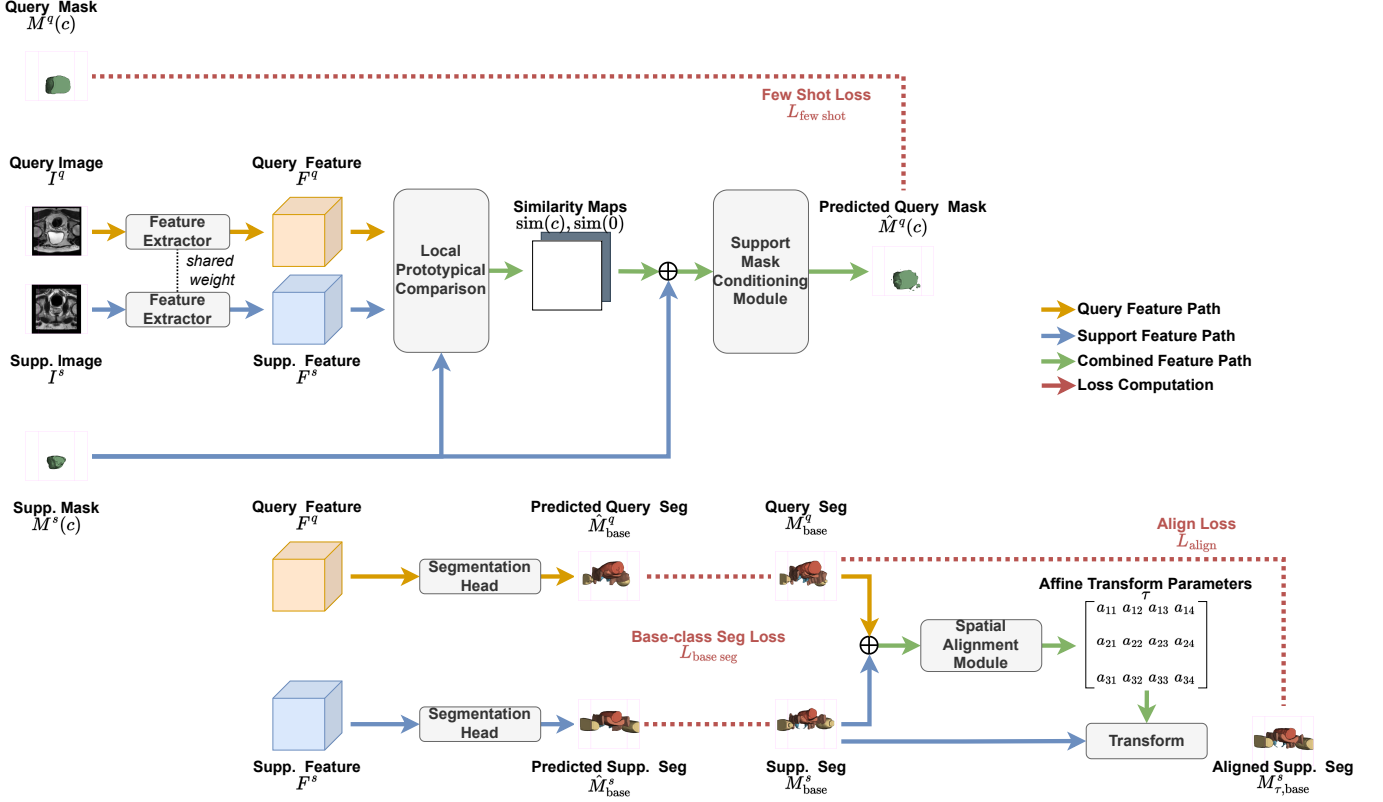 Query Mask
M^q(c)
Few Shot Loss
L_few shot
Query Image
I^q
Query Feature
F^q
Feature
Extractor
shared
weight
Feature
Extractor
Supp. Image
I^s
Supp. Feature
F^s
Local
Prototypical
Comparison
Similarity Maps
sim(c), sim(0)
Support
Mask
Conditioning
Module
Predicted Query Mask
M̂^q(c)
Query Feature Path
Support Feature Path
Combined Feature Path
Loss Computation
Supp. Mask
M^s(c)
Query Feature
F^q
Segmentation
Head
Predicted Query Seg
M̂^q_base
Query Seg
M^q_base
Align Loss
L_align
Base-class Seg Loss
L_base seg
Spatial
Alignment
Module
Affine Transform Parameters
τ
a11 a12 a13 a14
a21 a22 a23 a24
a31 a32 a33 a34
Supp. Feature
F^s
Segmentation
Head
Predicted Supp. Seg
M̂^s_base
Supp. Seg
M^s_base
Transform
Aligned Supp. Seg
M^s_τ,base